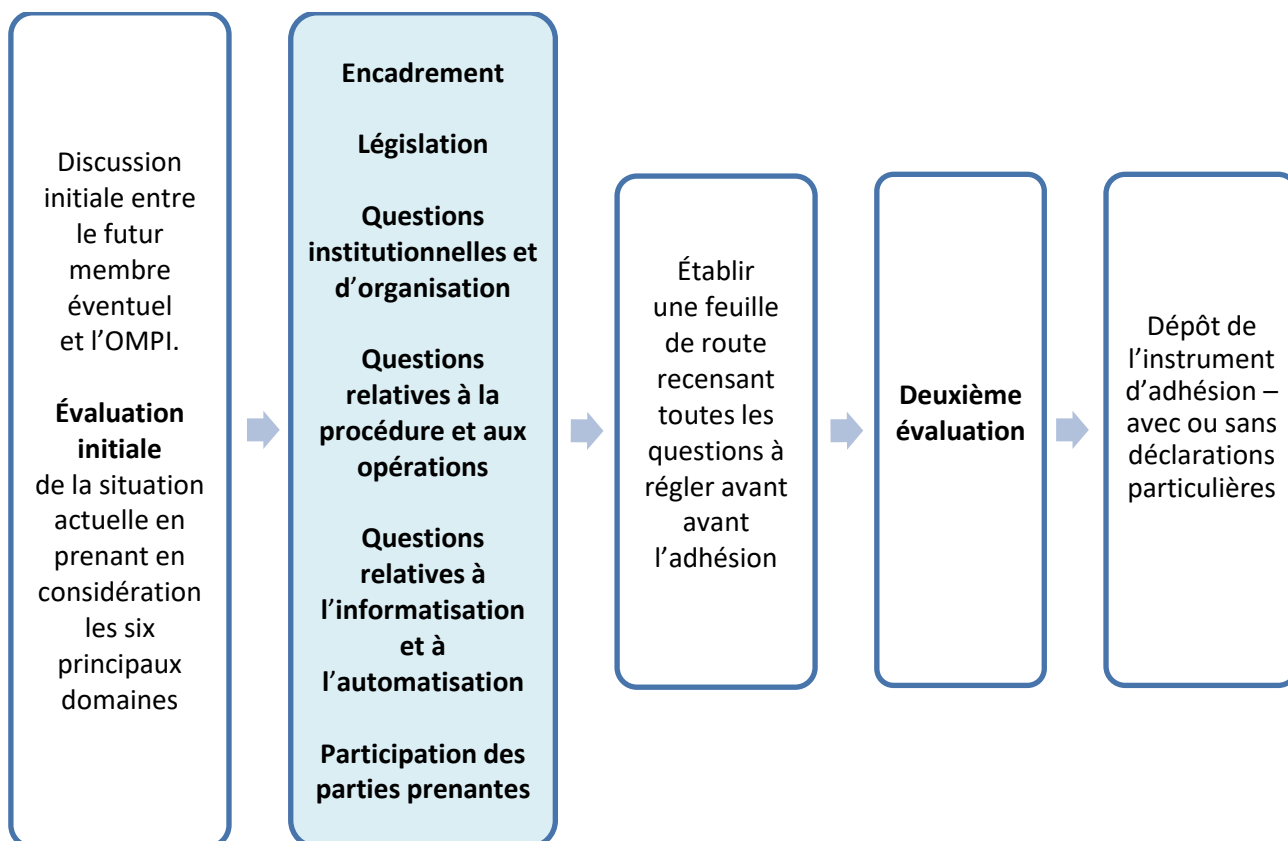 Discussion
initiale entre
le futur
membre
éventuel
et l’OMPI.
Évaluation
initiale
de la situation
actuelle en
prenant en
considération
les six
principaux
domaines
Encadrement
Législation
Questions
institutionnelles et
d’organisation
Questions
relatives à la
procédure et aux
opérations
Questions
relatives à
l’informatisation
et à
l’automatisation
Participation des
parties prenantes
Établir
une feuille
de route
recensant
toutes les
questions à
régler avant
avant
l’adhésion
Deuxième
évaluation
Dépôt de
l’instrument
d’adhésion –
avec ou sans
déclarations
particulières